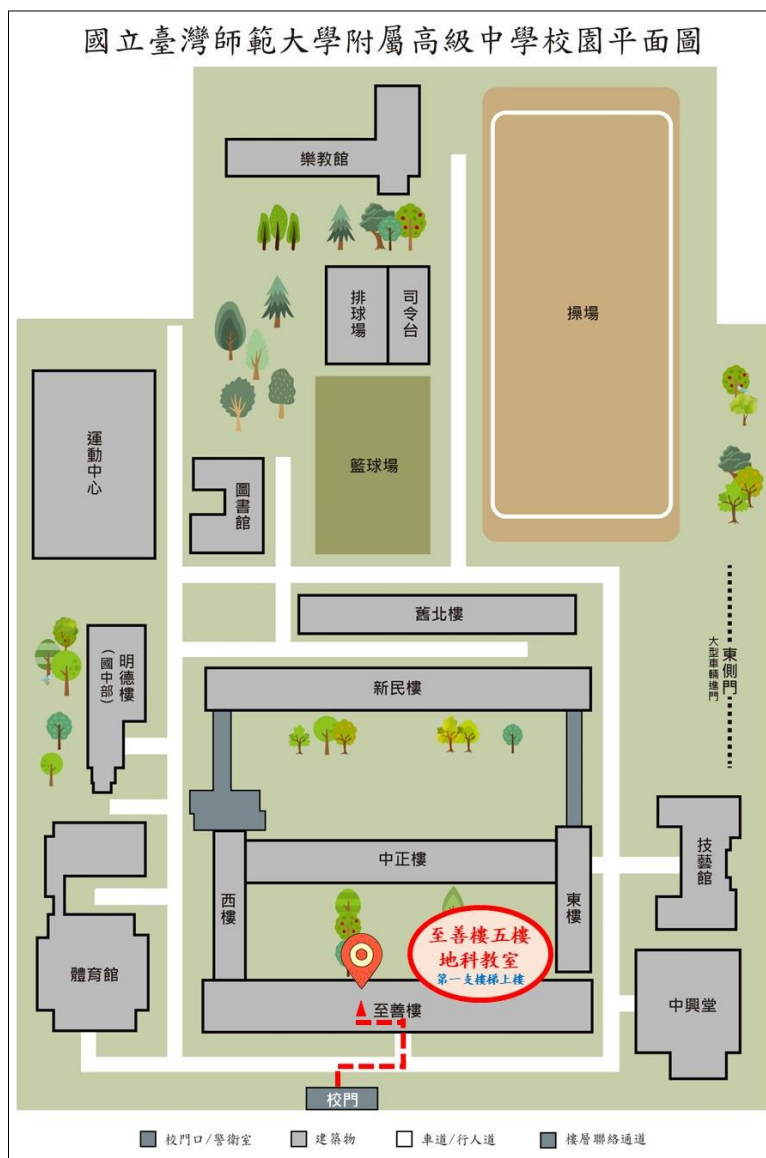 國立臺灣師範大學附屬高級中學校園平面圖
樂教館
排球場
司令台
操場
運動中心
圖書館
籃球場
舊北樓
明德樓
(國中部)
新民樓
東側門
大型車輛進門
中正樓
西樓
東樓
技藝館
至善樓五樓
地科教室
第一支樓梯上樓
體育館
至善樓
中興堂
校門
校門口/警衛室
建築物
車道/行人道
樓層聯絡通道